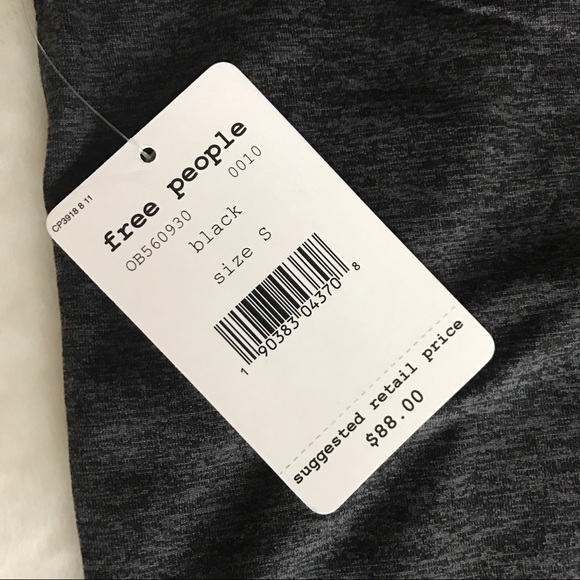 CP3918 8 11
free people
OB560930 0010
black
size S
1 90383 04370 8
suggested retail price
$88.00